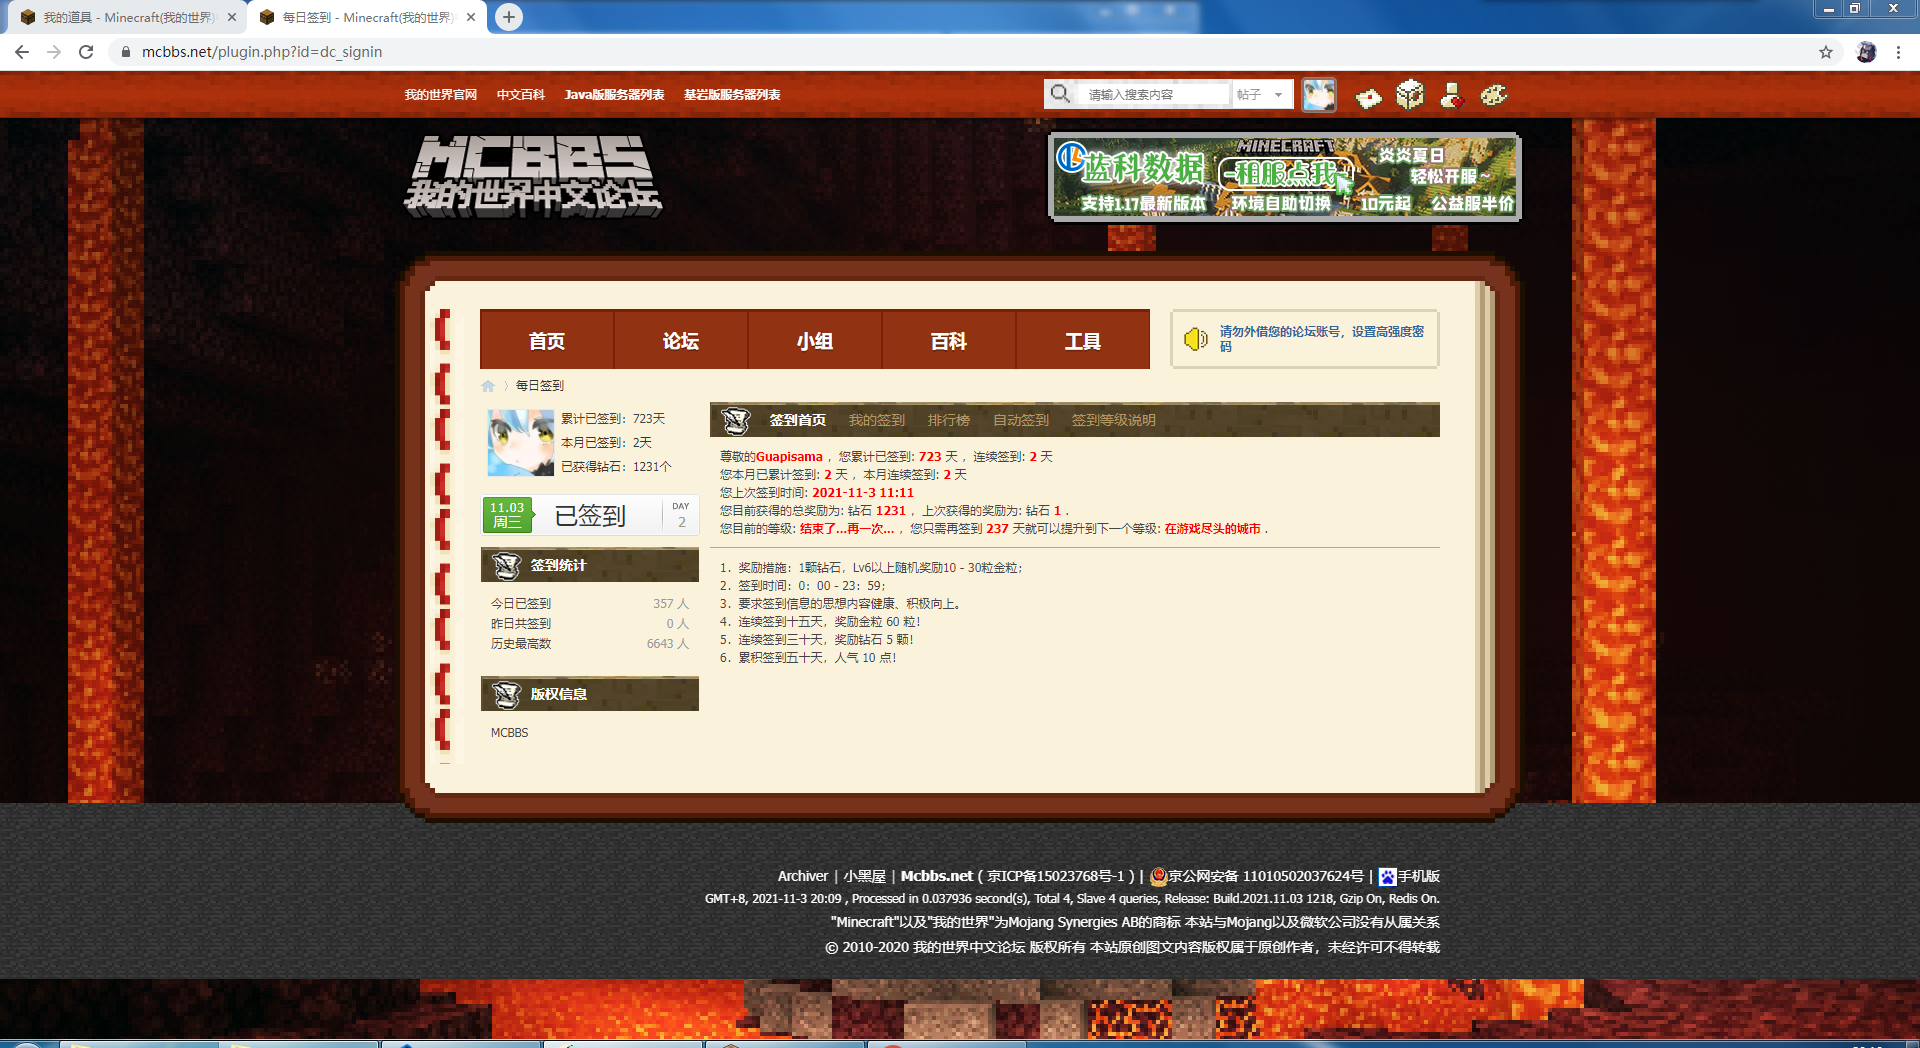 我的道具 - Minecraft(我的世界)
每日签到 - Minecraft(我的世界)
mcbbs.net/plugin.php?id=dc_signin
我的世界官网 中文百科 Java版服务器列表 基岩版服务器列表
请输入搜索内容 帖子
MCBBS
我的世界中文论坛
蓝科数据
MINECRAFT
-租服点我-
炎炎夏日
轻松开服~
支持1.17最新版本 环境自助切换 10元起 公益服半价
首页 论坛 小组 百科 工具
请勿外借您的论坛账号，设置高强度密码
每日签到
累计已签到：723天
本月已签到：2天
已获得钻石：1231个
11.03
周三
已签到
DAY
2
签到统计
今日已签到 357 人
昨日共签到 0 人
历史最高数 6643 人
版权信息
MCBBS
签到首页 我的签到 排行榜 自动签到 签到等级说明
尊敬的Guapisama ，您累计已签到: 723 天 ，连续签到: 2 天
您本月已累计签到: 2 天 ，本月连续签到: 2 天
您上次签到时间: 2021-11-3 11:11
您目前获得的总奖励为: 钻石 1231 ，上次获得的奖励为: 钻石 1 .
您目前的等级: 结束了...再一次... ，您只需再签到 237 天就可以提升到下一个等级: 在游戏尽头的城市 .
1. 奖励措施：1颗钻石，Lv6以上随机奖励10 - 30粒金粒；
2. 签到时间：0：00 - 23：59；
3. 要求签到信息的思想内容健康、积极向上。
4. 连续签到十五天，奖励金粒 60 粒！
5. 连续签到三十天，奖励钻石 5 颗！
6. 累积签到五十天，人气 10 点！
Archiver | 小黑屋 | Mcbbs.net ( 京ICP备15023768号-1 ) | 京公网安备 11010502037624号 | 手机版
GMT+8, 2021-11-3 20:09 , Processed in 0.037936 second(s), Total 4, Slave 4 queries, Release: Build.2021.11.03 1218, Gzip On, Redis On.
"Minecraft"以及"我的世界"为Mojang Synergies AB的商标 本站与Mojang以及微软公司没有从属关系
© 2010-2020 我的世界中文论坛 版权所有 本站原创图文内容版权属于原创作者，未经许可不得转载